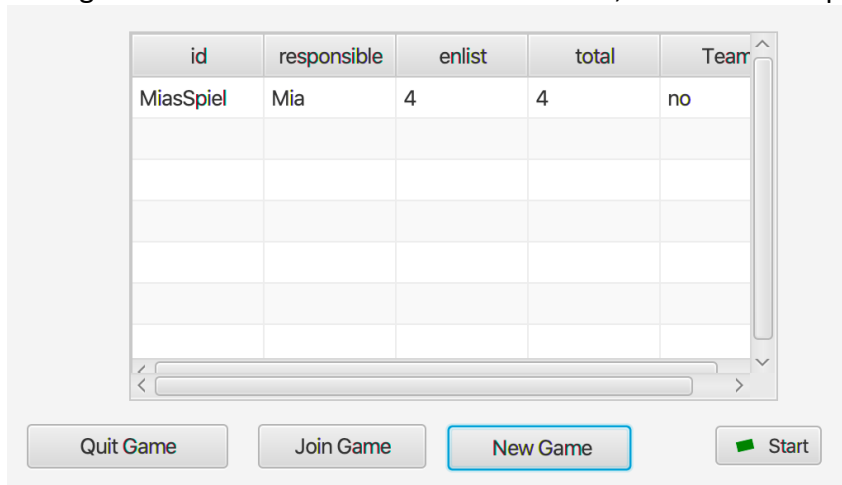 id responsible enlist total Team
MiasSpiel Mia 4 4 no
Quit Game Join Game New Game Start